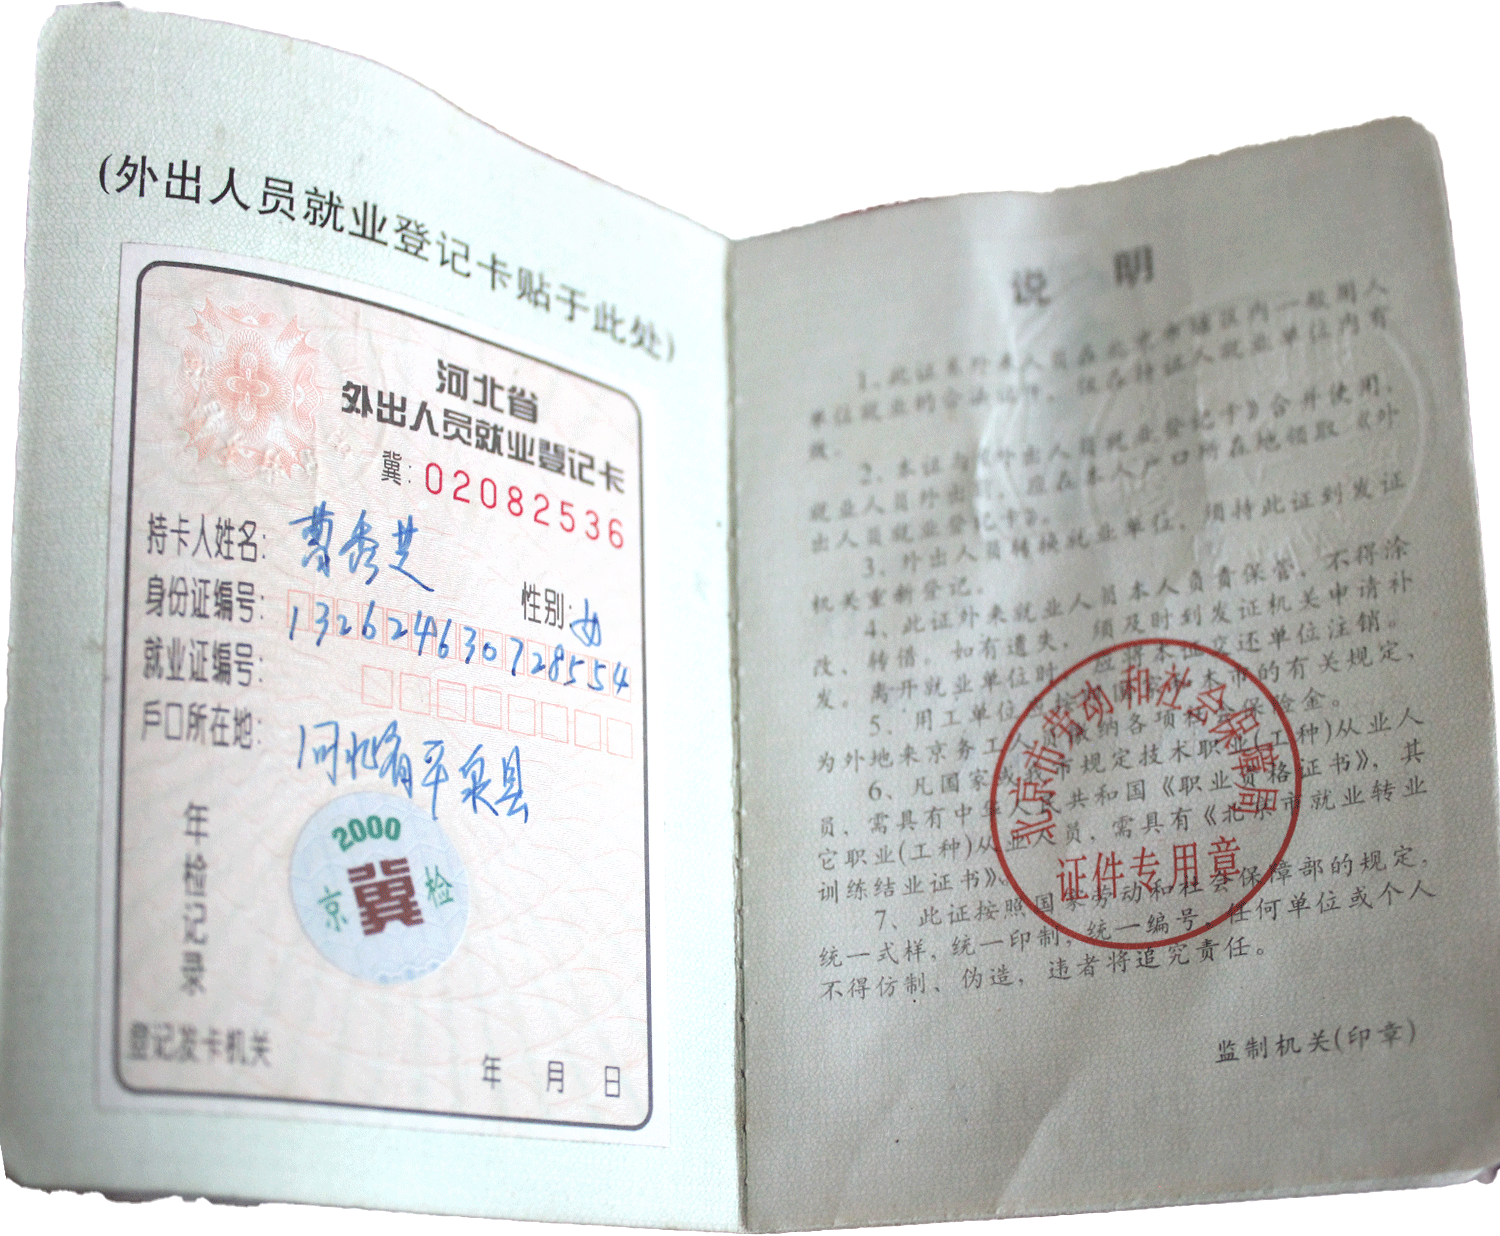 (外出人员就业登记卡贴于此处)
河北省
外出人员就业登记卡
冀: 02082536
持卡人姓名: 曹秀芝
性别: 女
身份证编号: 132624630728554
就业证编号:
户口所在地: 河北省平泉县
2000
京 冀 检
年检记录
登记发卡机关
年 月 日
说 明
1、此证系外来人员在北京市辖区内一般用人
单位就业的合法证件，仅在持证人就业单位内有
效。
2、本证与《外出人员就业登记卡》合并使用，
就业人员外出前，应在本人户口所在地领取《外
出人员就业登记卡》。
3、外出人员转换就业单位，须持此证到发证
机关重新登记。
4、此证外来就业人员本人负责保管，不得涂
改、转借。如有遗失，须及时到发证机关申请补
发。离开就业单位时，应将本证交还单位注销。
5、用工单位应按照国家和本市的有关规定，
为外地来京务工人员缴纳各项社会保险金。
6、凡国家或我市规定技术职业(工种)从业人
员、需具有中华人民共和国《职业资格证书》，其
它职业(工种)从业人员，需具有《北京市就业转业
训练结业证书》。
7、此证按照国家劳动和社会保障部的规定，
统一式样，统一印制，统一编号，任何单位或个人
不得仿制、伪造，违者将追究责任。
北京市劳动和社会保障局
证件专用章
监制机关(印章)